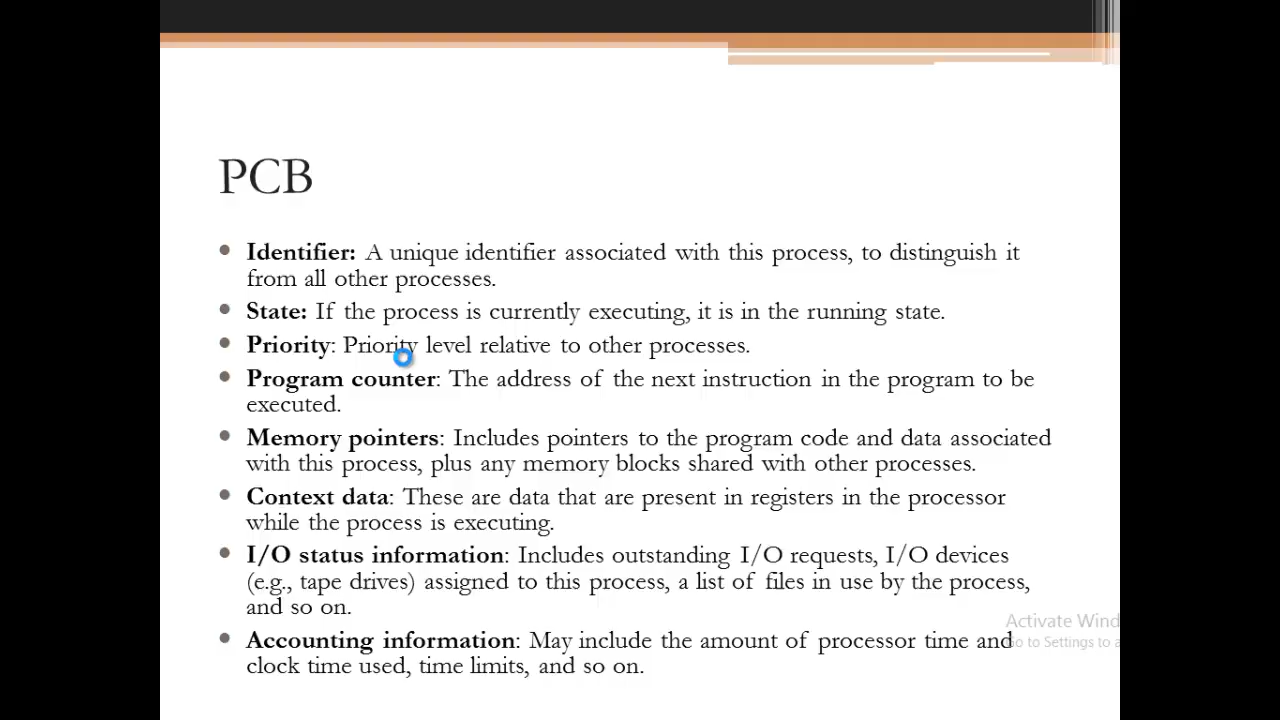 PCB
• Identifier: A unique identifier associated with this process, to distinguish it
from all other processes.
• State: If the process is currently executing, it is in the running state.
• Priority: Priority level relative to other processes.
• Program counter: The address of the next instruction in the program to be
executed.
• Memory pointers: Includes pointers to the program code and data associated
with this process, plus any memory blocks shared with other processes.
• Context data: These are data that are present in registers in the processor
while the process is executing.
• I/O status information: Includes outstanding I/O requests, I/O devices
(e.g., tape drives) assigned to this process, a list of files in use by the process,
and so on.
• Accounting information: May include the amount of processor time and
clock time used, time limits, and so on.
Activate Wind
Go to Settings to a